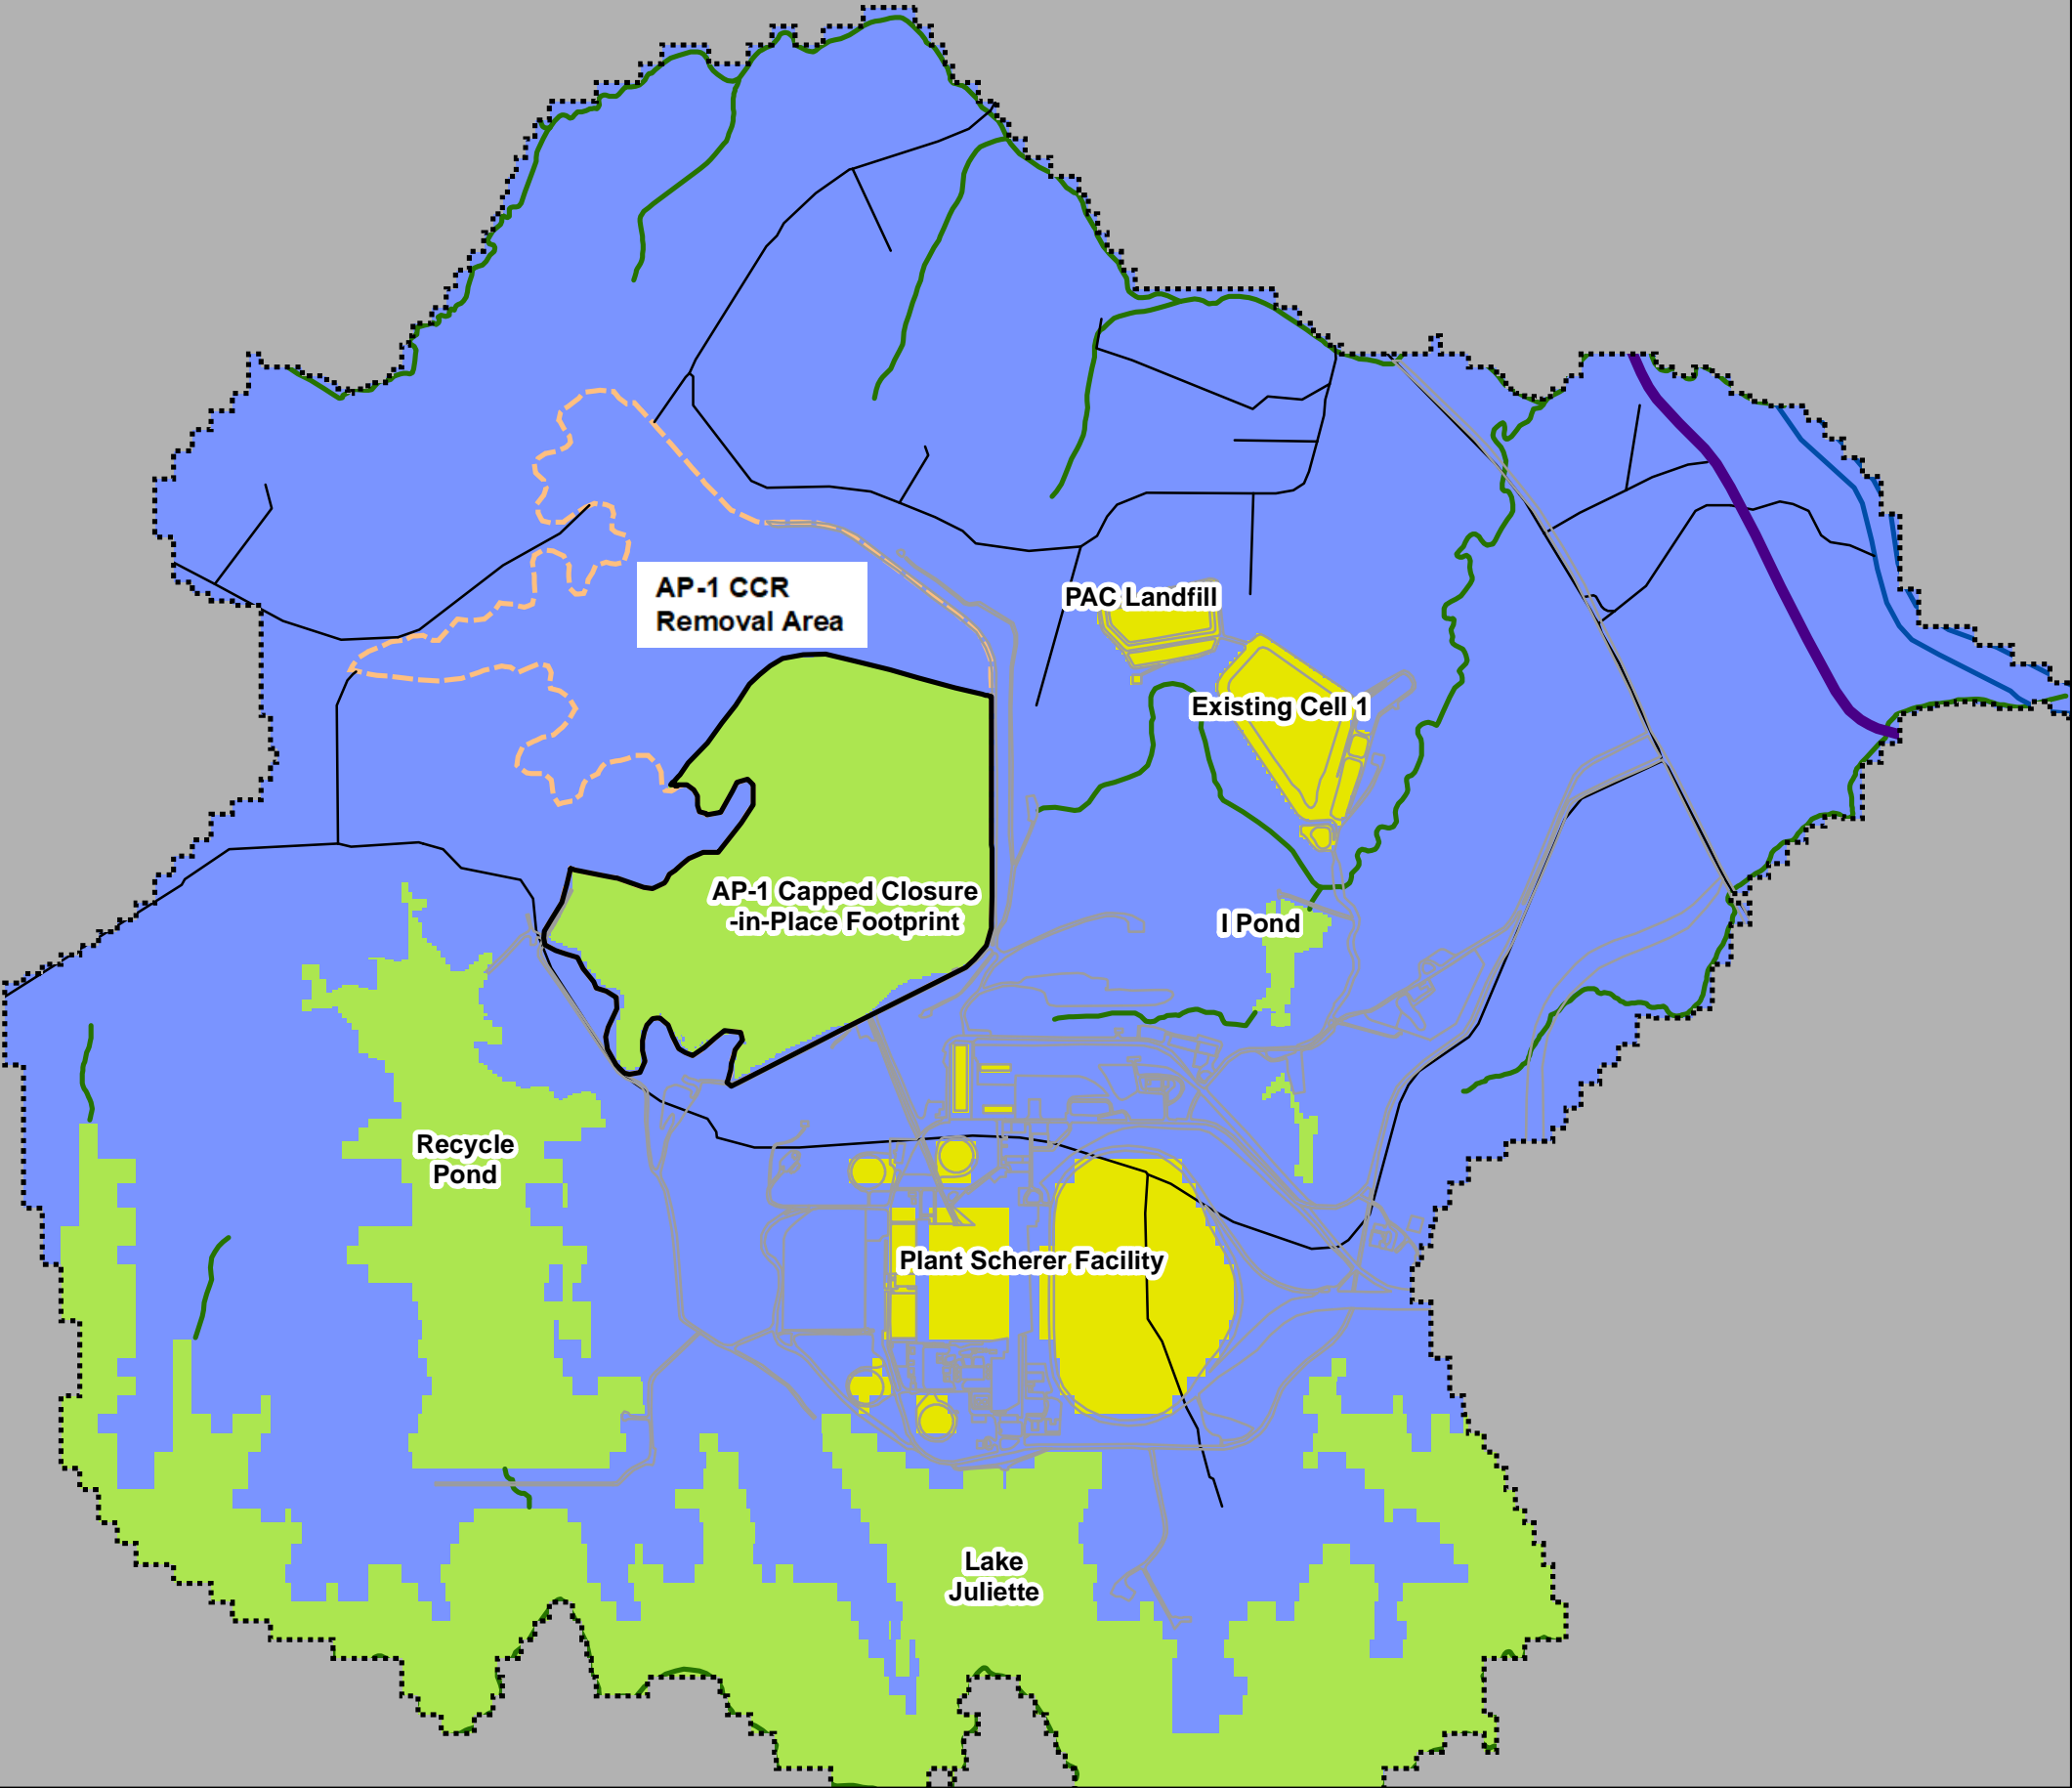 AP-1 CCR
Removal Area
PAC Landfill
Existing Cell 1
AP-1 Capped Closure
-in-Place Footprint
I Pond
Recycle
Pond
Plant Scherer Facility
Lake
Juliette